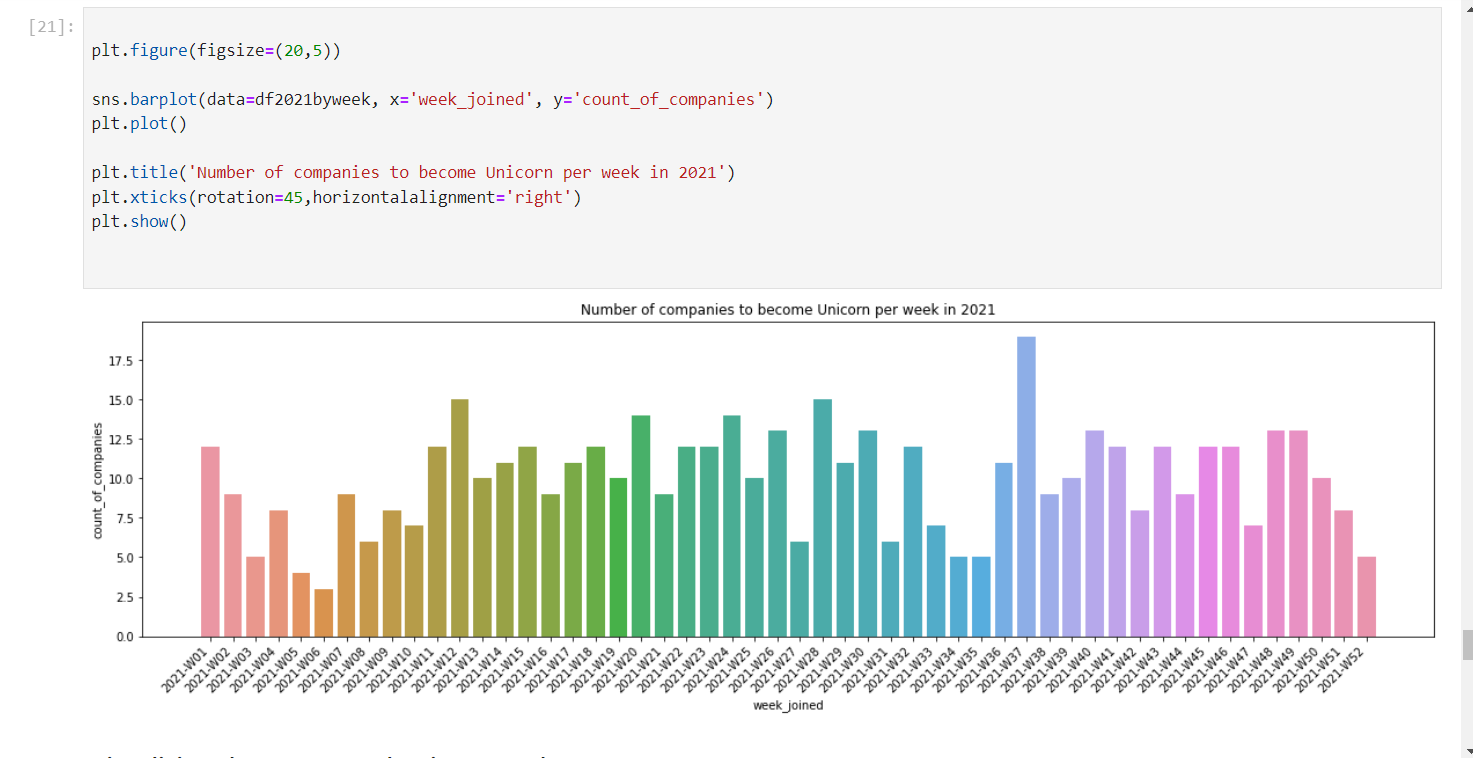 [21]:
plt.figure(figsize=(20,5))
sns.barplot(data=df2021byweek, x='week_joined', y='count_of_companies')
plt.plot()
plt.title('Number of companies to become Unicorn per week in 2021')
plt.xticks(rotation=45,horizontalalignment='right')
plt.show()
Number of companies to become Unicorn per week in 2021
count_of_companies
17.5
15.0
12.5
10.0
7.5
5.0
2.5
0.0
2021-W01
2021-W02
2021-W03
2021-W04
2021-W05
2021-W06
2021-W07
2021-W08
2021-W09
2021-W10
2021-W11
2021-W12
2021-W13
2021-W14
2021-W15
2021-W16
2021-W17
2021-W18
2021-W19
2021-W20
2021-W21
2021-W22
2021-W23
2021-W24
2021-W25
2021-W26
2021-W27
2021-W28
2021-W29
2021-W30
2021-W31
2021-W32
2021-W33
2021-W34
2021-W35
2021-W36
2021-W37
2021-W38
2021-W39
2021-W40
2021-W41
2021-W42
2021-W43
2021-W44
2021-W45
2021-W46
2021-W47
2021-W48
2021-W49
2021-W50
2021-W51
2021-W52
week_joined